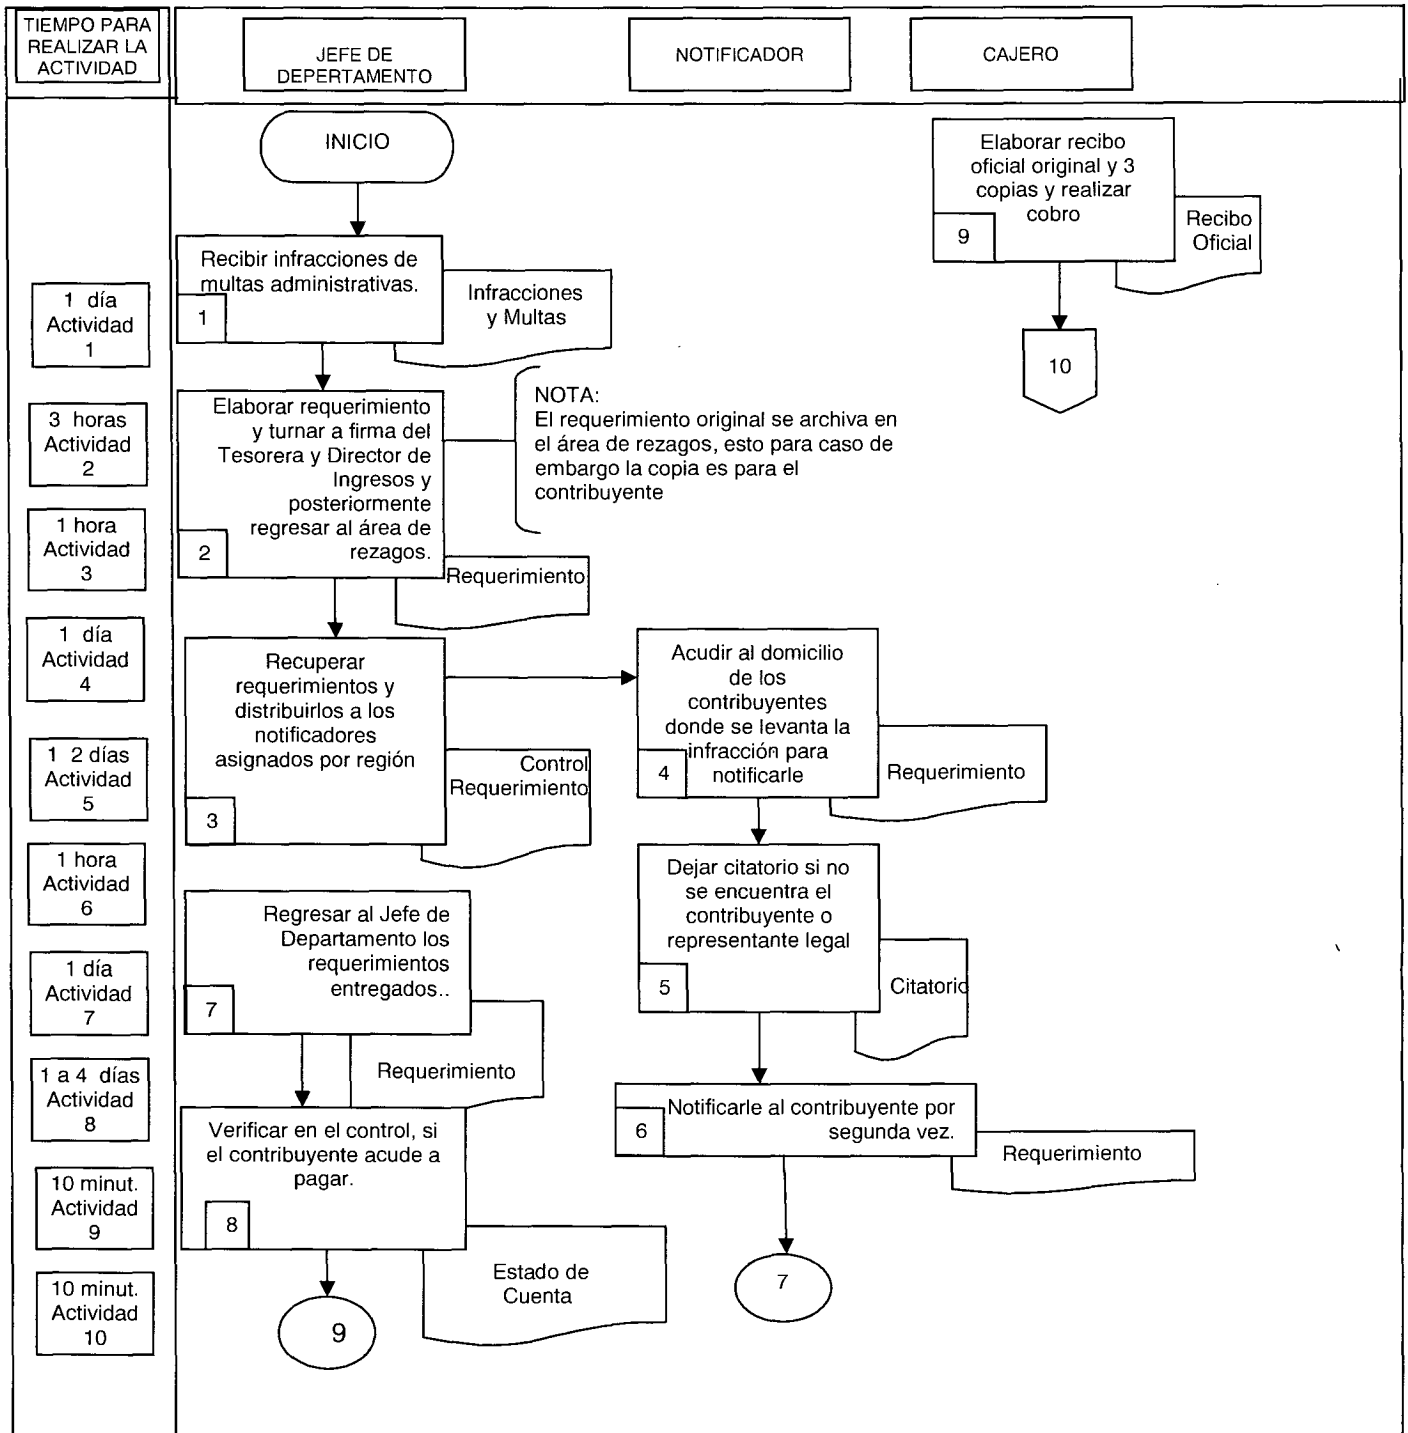 TIEMPO PARA
REALIZAR LA
ACTIVIDAD
JEFE DE
DEPERTAMENTO
NOTIFICADOR
CAJERO
1 día
Actividad
1
3 horas
Actividad
2
1 hora
Actividad
3
1 día
Actividad
4
1 2 días
Actividad
5
1 hora
Actividad
6
1 día
Actividad
7
1 a 4 días
Actividad
8
10 minut.
Actividad
9
10 minut.
Actividad
10
INICIO
Recibir infracciones de
multas administrativas.
1
Infracciones
y Multas
Elaborar requerimiento
y turnar a firma del
Tesorera y Director de
Ingresos y
posteriormente
regresar al área de
rezagos.
2
Requerimiento
NOTA:
El requerimiento original se archiva en
el área de rezagos, esto para caso de
embargo la copia es para el
contribuyente
Recuperar
requerimientos y
distribuirlos a los
notificadores
asignados por región
3
Control
Requerimiento
Acudir al domicilio
de los
contribuyentes
donde se levanta la
infracción para
notificarle
4
Requerimiento
Dejar citatorio si no
se encuentra el
contribuyente o
representante legal
5
Citatorio
Notificarle al contribuyente por
segunda vez.
6
Requerimiento
7
Regresar al Jefe de
Departamento los
requerimientos
entregados..
7
Requerimiento
Verificar en el control, si
el contribuyente acude a
pagar.
8
Estado de
Cuenta
9
Elaborar recibo
oficial original y 3
copias y realizar
cobro
9
Recibo
Oficial
10